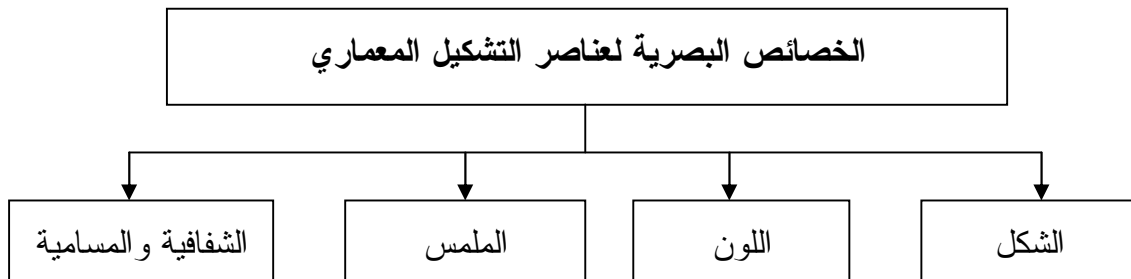 الخصائص البصرية لعناصر التشكيل المعماري
الشكل
اللون
الملمس
الشفافية والمسامية